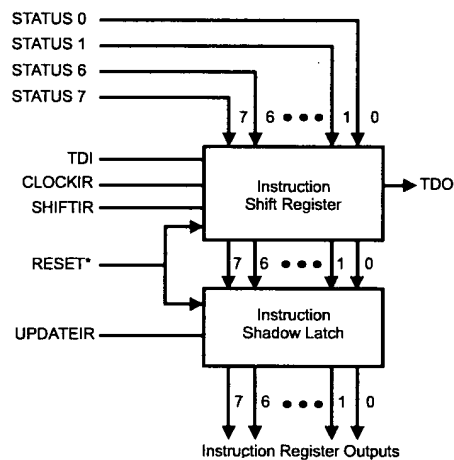 STATUS 0
STATUS 1
STATUS 6
STATUS 7
7 6 ●●● 1 0
TDI
CLOCKIR
SHIFTIR
Instruction
Shift Register
TDO
RESET*
7 6 ●●● 1 0
UPDATEIR
Instruction
Shadow Latch
7 6 ●●● 1 0
Instruction Register Outputs